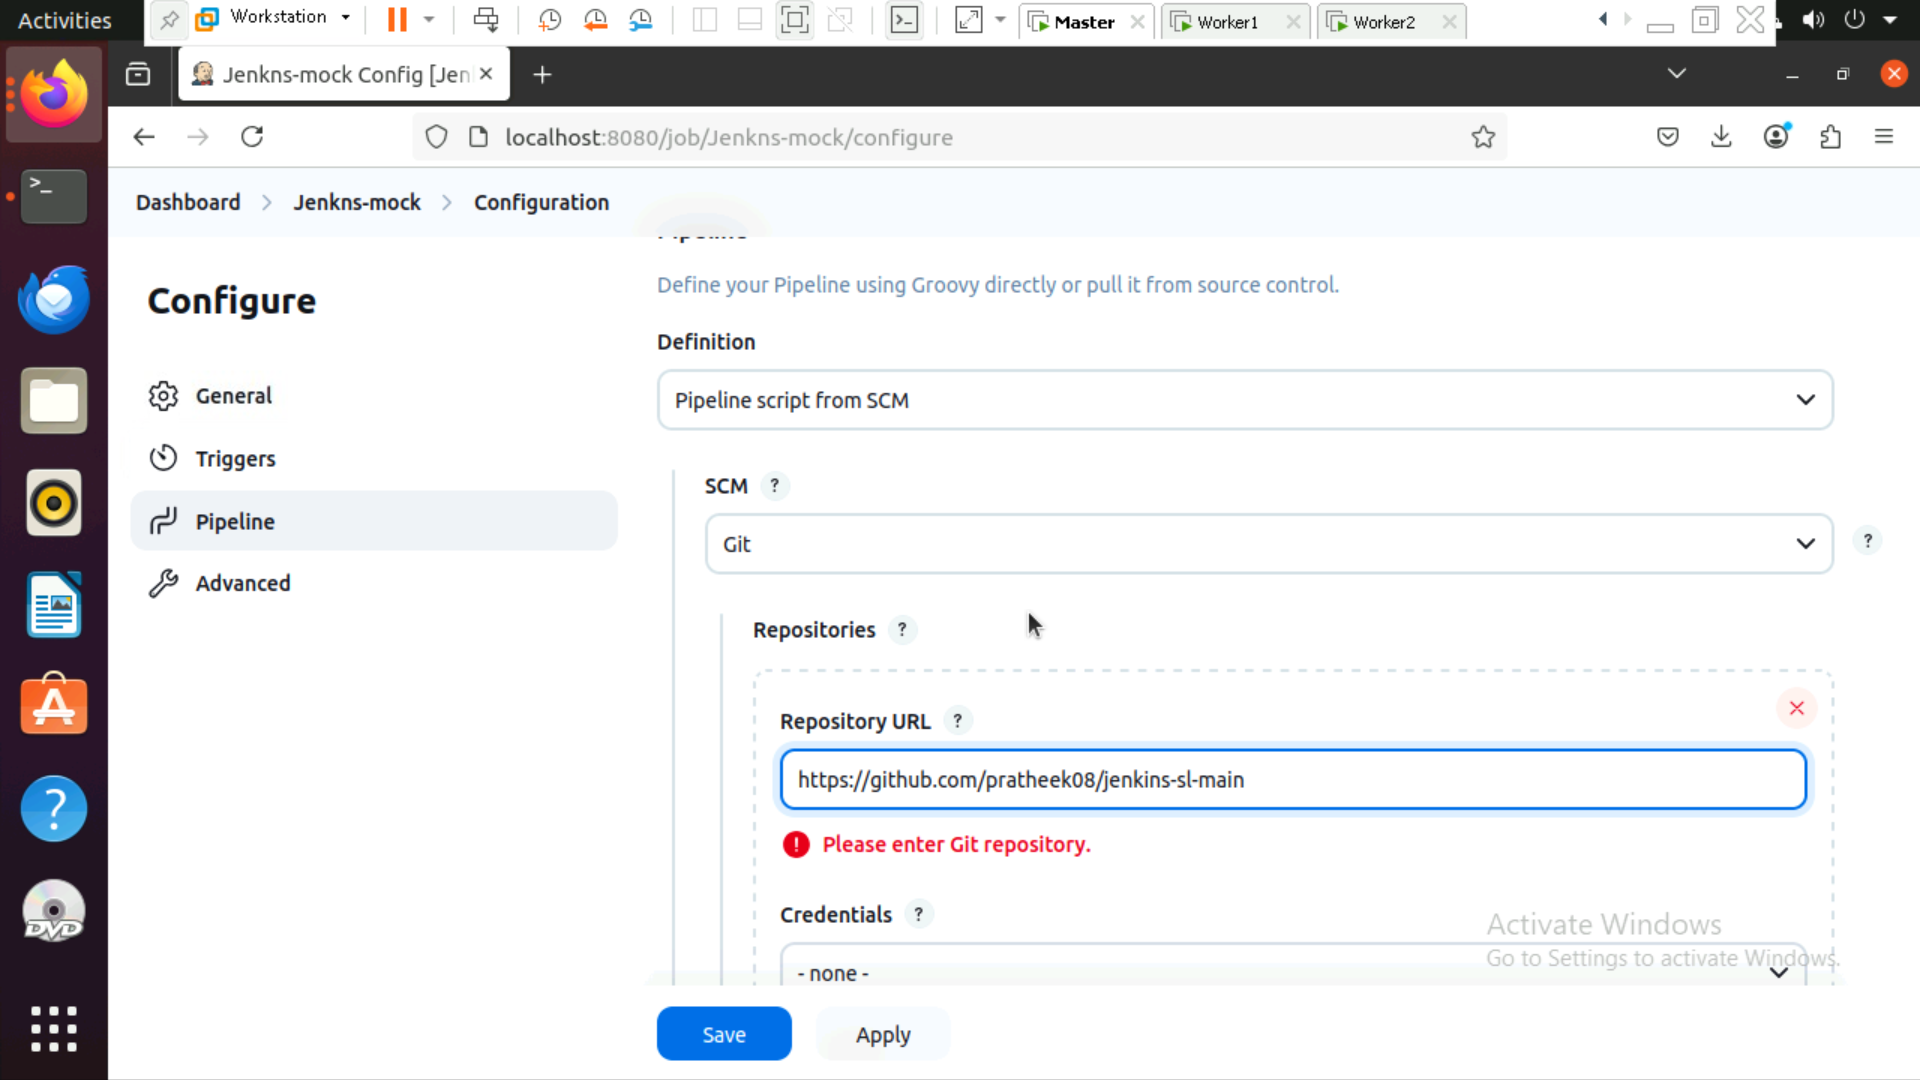 Activities
Workstation
Master
Worker1
Worker2
Jenkns-mock Config [Jen
localhost:8080/job/Jenkns-mock/configure
Dashboard
Jenkns-mock
Configuration
Pipeline
Define your Pipeline using Groovy directly or pull it from source control.
Configure
Definition
General
Pipeline script from SCM
Triggers
SCM ?
Pipeline
Git
?
Advanced
Repositories ?
Repository URL ?
https://github.com/pratheek08/jenkins-sl-main
Please enter Git repository.
Credentials ?
- none -
Activate Windows
Go to Settings to activate Windows.
Save
Apply
DVD